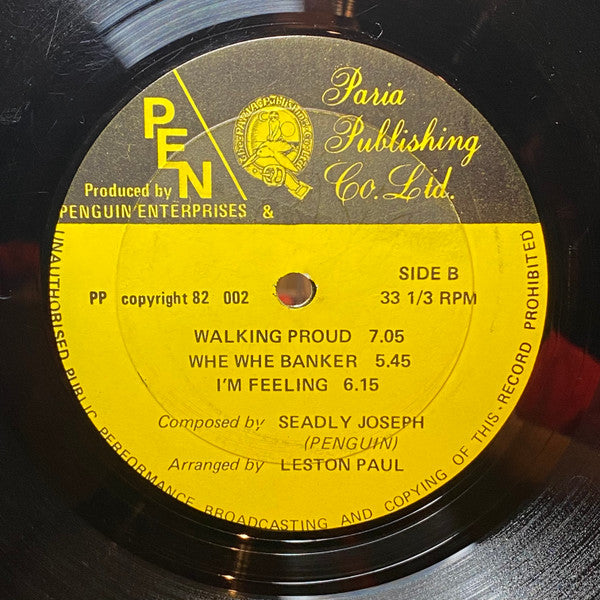 PEN
Paria
Publishing
Co. Ltd.
Produced by
PENGUIN ENTERPRISES &
SIDE B
PP copyright 82 002
33 1/3 RPM
WALKING PROUD 7.05
WHE WHE BANKER 5.45
I'M FEELING 6.15
Composed by SEADLY JOSEPH
(PENGUIN)
Arranged by LESTON PAUL
UNAUTHORISED PUBLIC PERFORMANCE BROADCASTING AND COPYING OF THIS · RECORD PROHIBITED